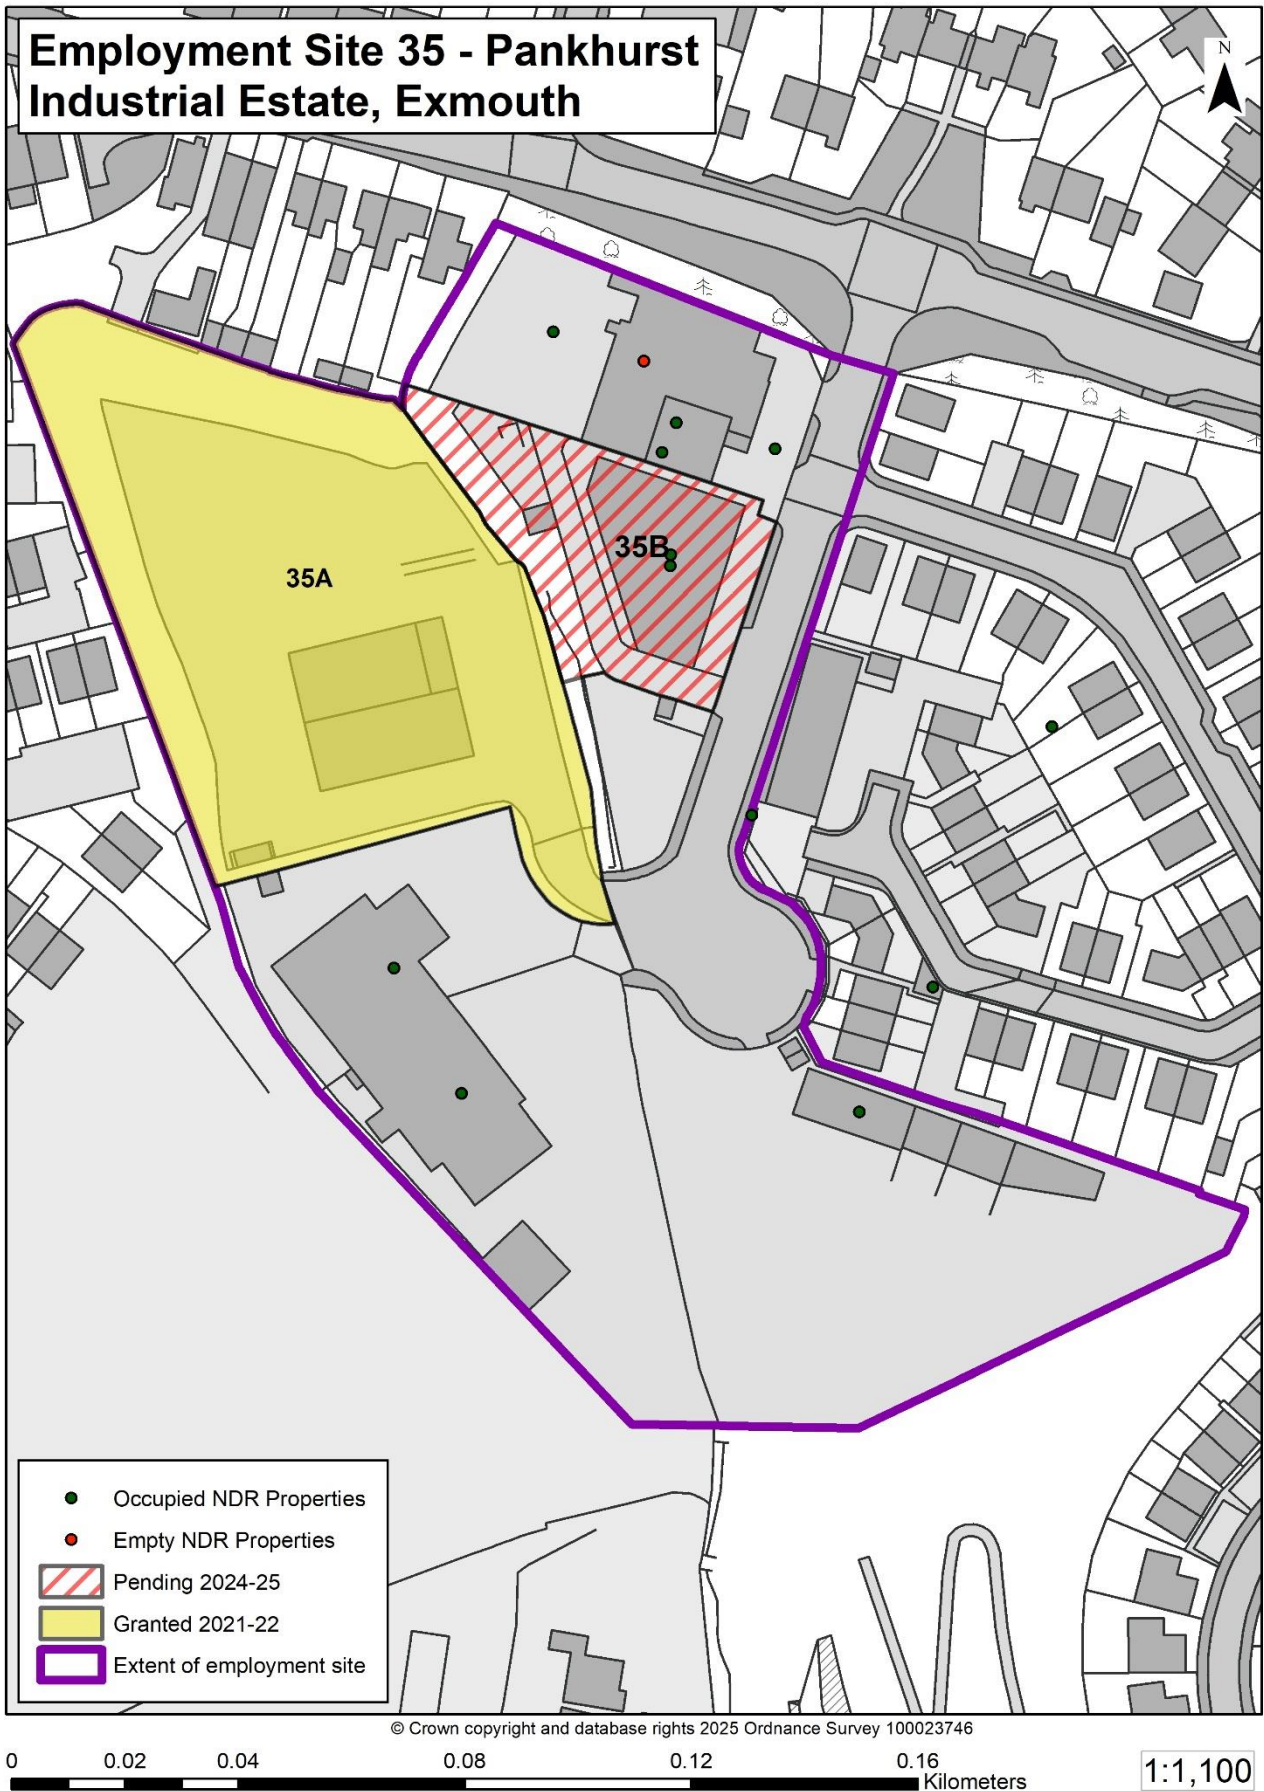 Employment Site 35 - Pankhurst
Industrial Estate, Exmouth
N
35A
35B
Occupied NDR Properties
Empty NDR Properties
Pending 2024-25
Granted 2021-22
Extent of employment site
© Crown copyright and database rights 2025 Ordnance Survey 100023746
0 0.02 0.04 0.08 0.12 0.16
Kilometers
1:1,100